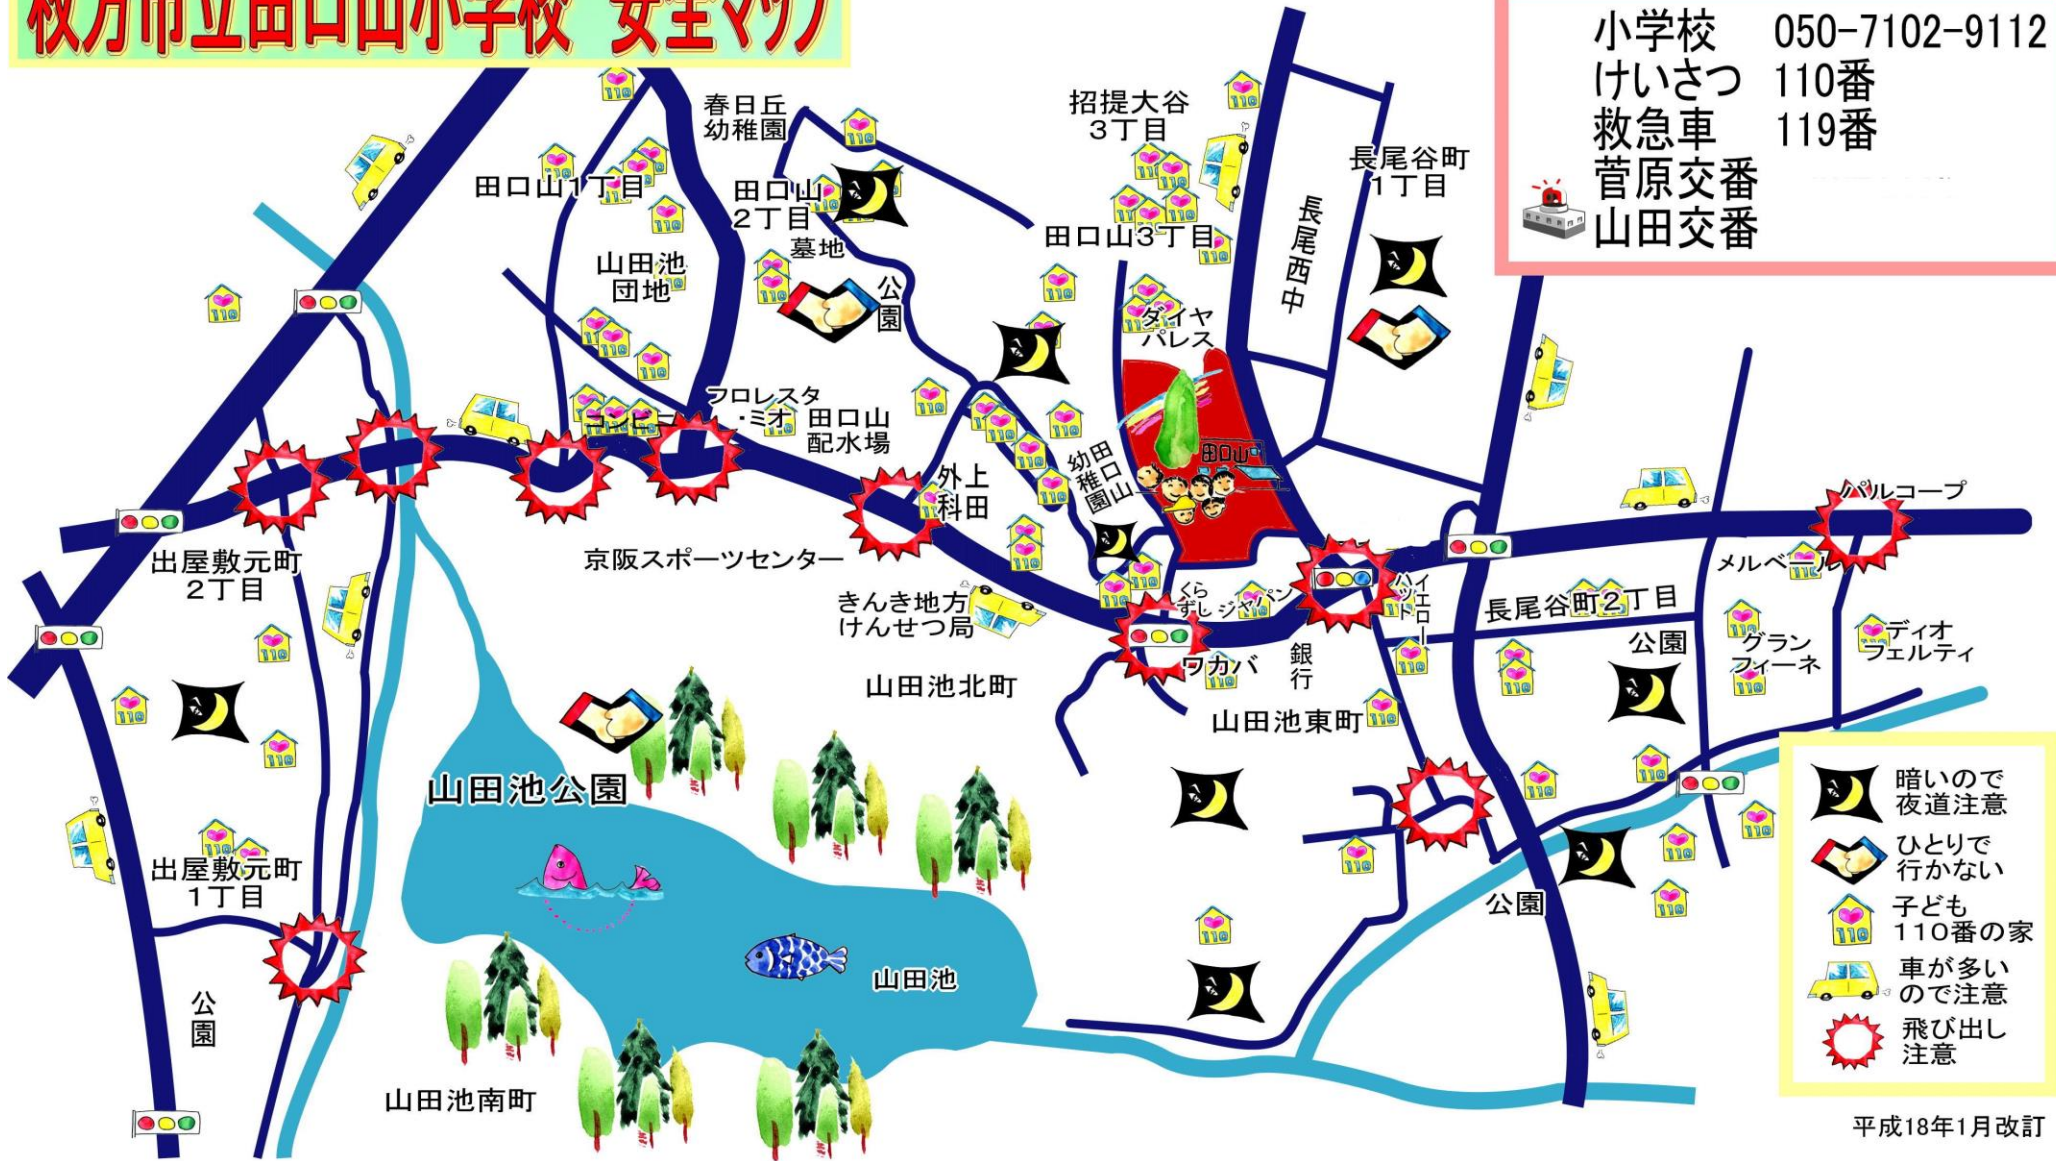 枚方市立田口山小学校 安全マップ
小学校 050-7102-9112
けいさつ 110番
救急車 119番
菅原交番
山田交番
春日丘
幼稚園
招提大谷
3丁目
長尾谷町
1丁目
田口山1丁目
田口山
2丁目
墓地
田口山3丁目
長尾西中
山田池
団地
公園
ダイヤ
パレス
フロレスタ
・ミオ
コンビニ
田口山
配水場
田口山
幼稚園
田口山
上田
外科
パルコープ
出屋敷元町
2丁目
京阪スポーツセンター
メルベール
きんき地方
けんせつ局
くら
ずし
ジャパン
イエロー
ハット
長尾谷町2丁目
公園
グラン
フィーネ
ディオ
フェルティ
ワカバ
銀行
山田池北町
山田池東町
山田池公園
出屋敷元町
1丁目
公園
山田池
公園
山田池南町
暗いので
夜道注意
ひとりで
行かない
子ども
110番の家
車が多い
ので注意
飛び出し
注意
平成18年1月改訂